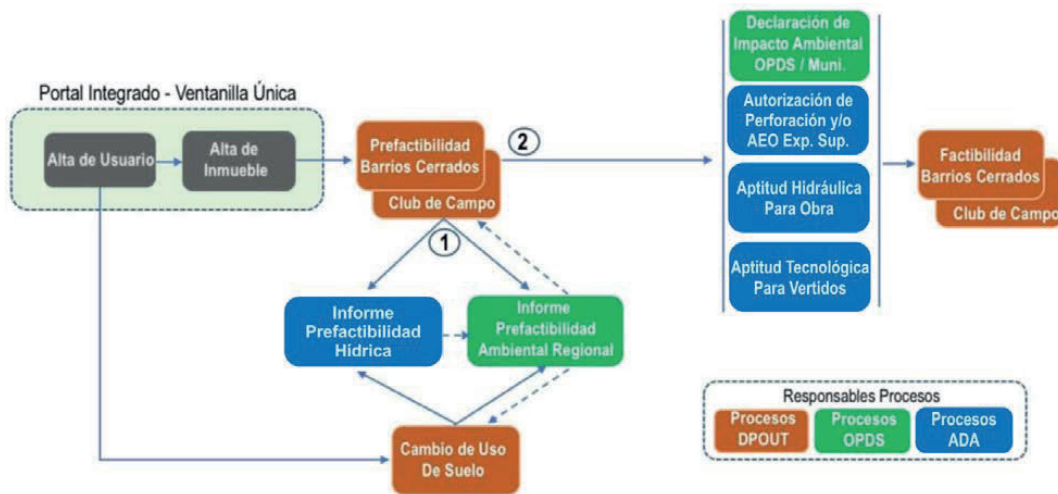 Portal Integrado - Ventanilla Única
Alta de Usuario
Alta de
Inmueble
Prefactibilidad
Barrios Cerrados
Club de Campo
2
1
Declaración de
Impacto Ambiental
OPDS / Muni.
Autorización de
Perforación y/o
AEO Exp. Sup.
Aptitud Hidráulica
Para Obra
Aptitud Tecnológica
Para Vertidos
Factibilidad
Barrios Cerrados
Club de Campo
Informe
Prefactibilidad
Hídrica
Informe
Prefactibilidad
Ambiental Regional
Cambio de Uso
De Suelo
Responsables Procesos
Procesos
DPOUT
Procesos
OPDS
Procesos
ADA